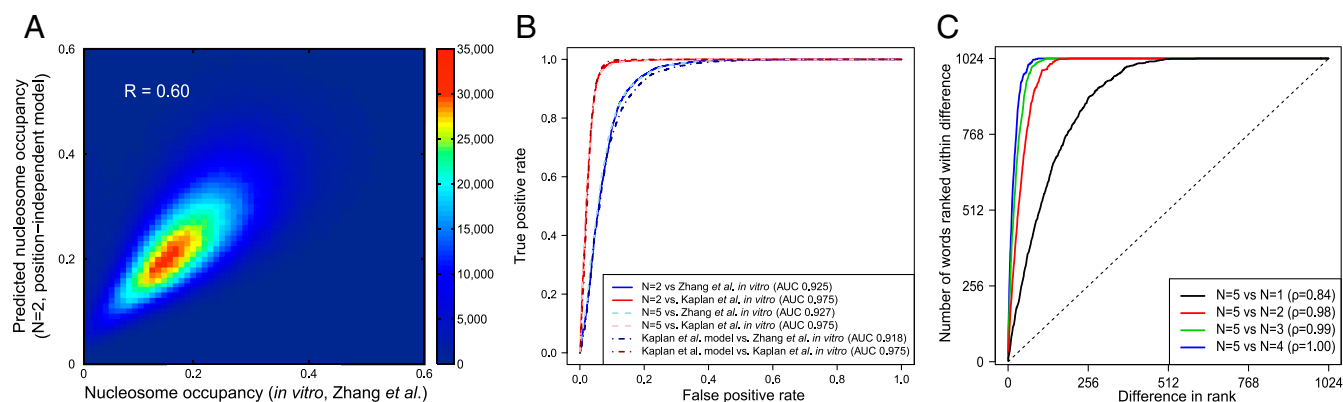 A
Predicted nucleosome occupancy
(N=2, position−independent model)
0.6
0.4
0.2
0
0
0.2
0.4
0.6
R = 0.60
Nucleosome occupancy (in vitro, Zhang et al.)
35,000
30,000
25,000
20,000
15,000
10,000
5,000
0
B
True positive rate
1.0
0.8
0.6
0.4
0.2
0.0
N=2 vs Zhang et al. in vitro (AUC 0.925)
N=2 vs. Kaplan et al. in vitro (AUC 0.975)
N=5 vs. Zhang et al. in vitro (AUC 0.927)
N=5 vs. Kaplan et al. in vitro (AUC 0.975)
Kaplan et al. model vs. Zhang et al. in vitro (AUC 0.918)
Kaplan et al. model vs. Kaplan et al. in vitro (AUC 0.975)
0.0
0.2
0.4
0.6
0.8
1.0
False positive rate
C
Number of words ranked within difference
1024
768
512
256
0
N=5 vs N=1 (ρ=0.84)
N=5 vs N=2 (ρ=0.98)
N=5 vs N=3 (ρ=0.99)
N=5 vs N=4 (ρ=1.00)
0
256
512
768
1024
Difference in rank